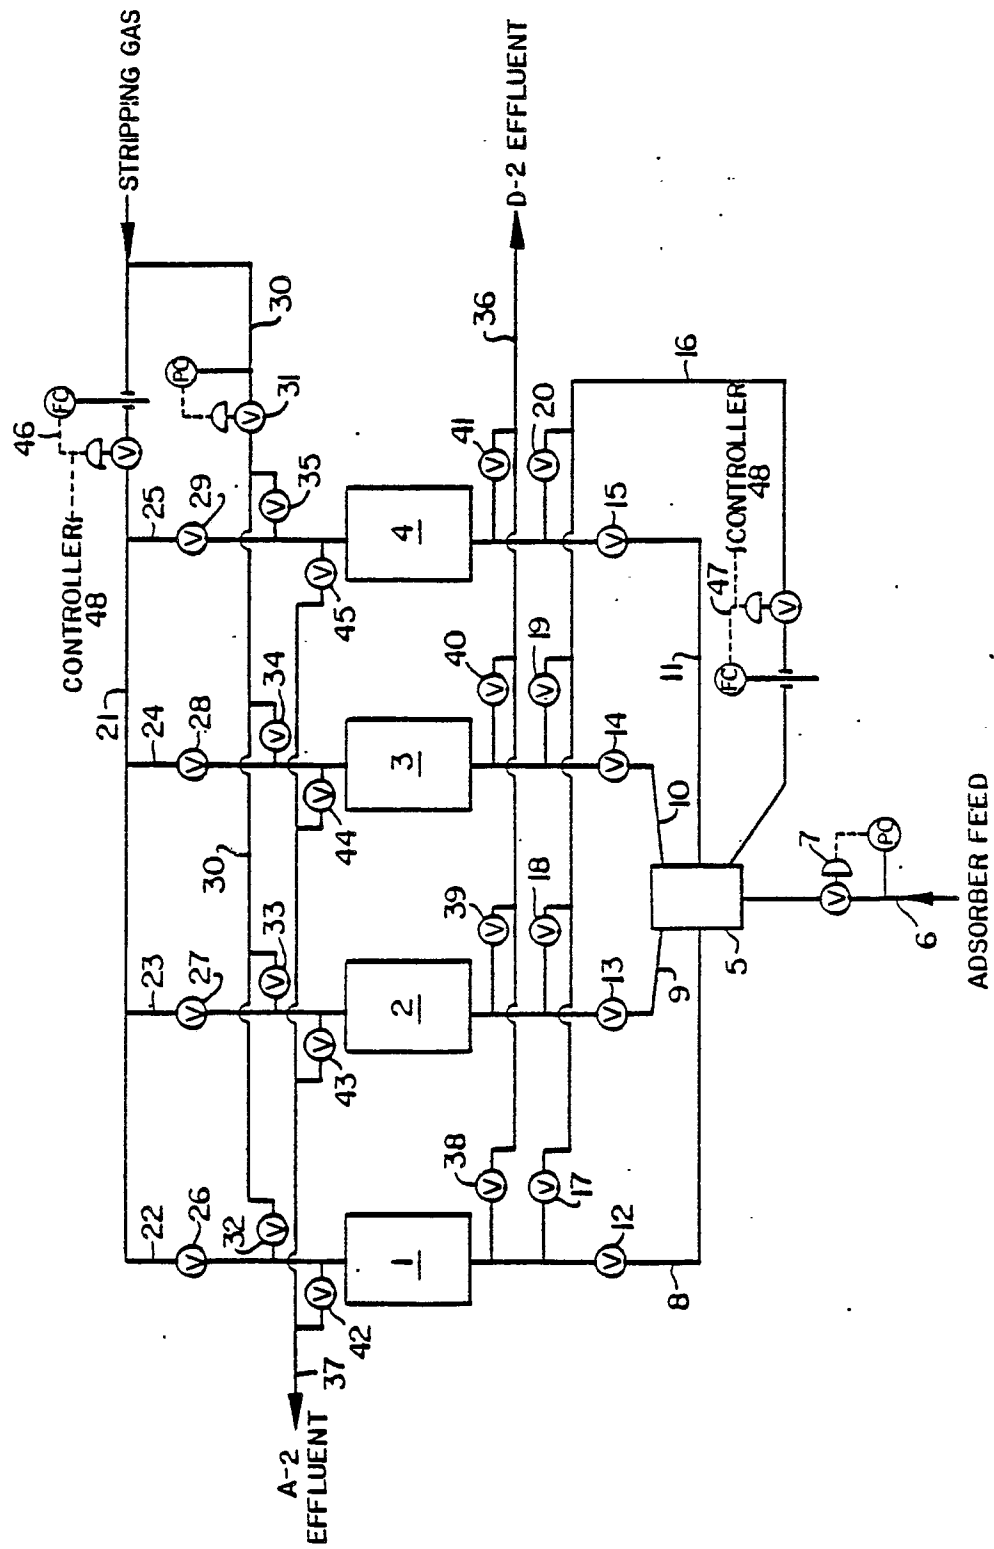 STRIPPING GAS
FC
46
CONTROLLER
48
V
PC
30
V
31
21
25
24
23
22
V
29
V
28
V
27
V
26
30
V
35
V
34
V
33
V
32
V
45
V
44
V
43
V
42
37
A-2
EFFLUENT
4
3
2
1
36
D-2 EFFLUENT
V
41
V
40
V
39
V
38
V
20
V
19
V
18
V
17
16
V
15
V
14
V
13
V
12
11
10
9
8
CONTROLLER
48
47
FC
V
5
7
V
PC
6
ADSORBER FEED